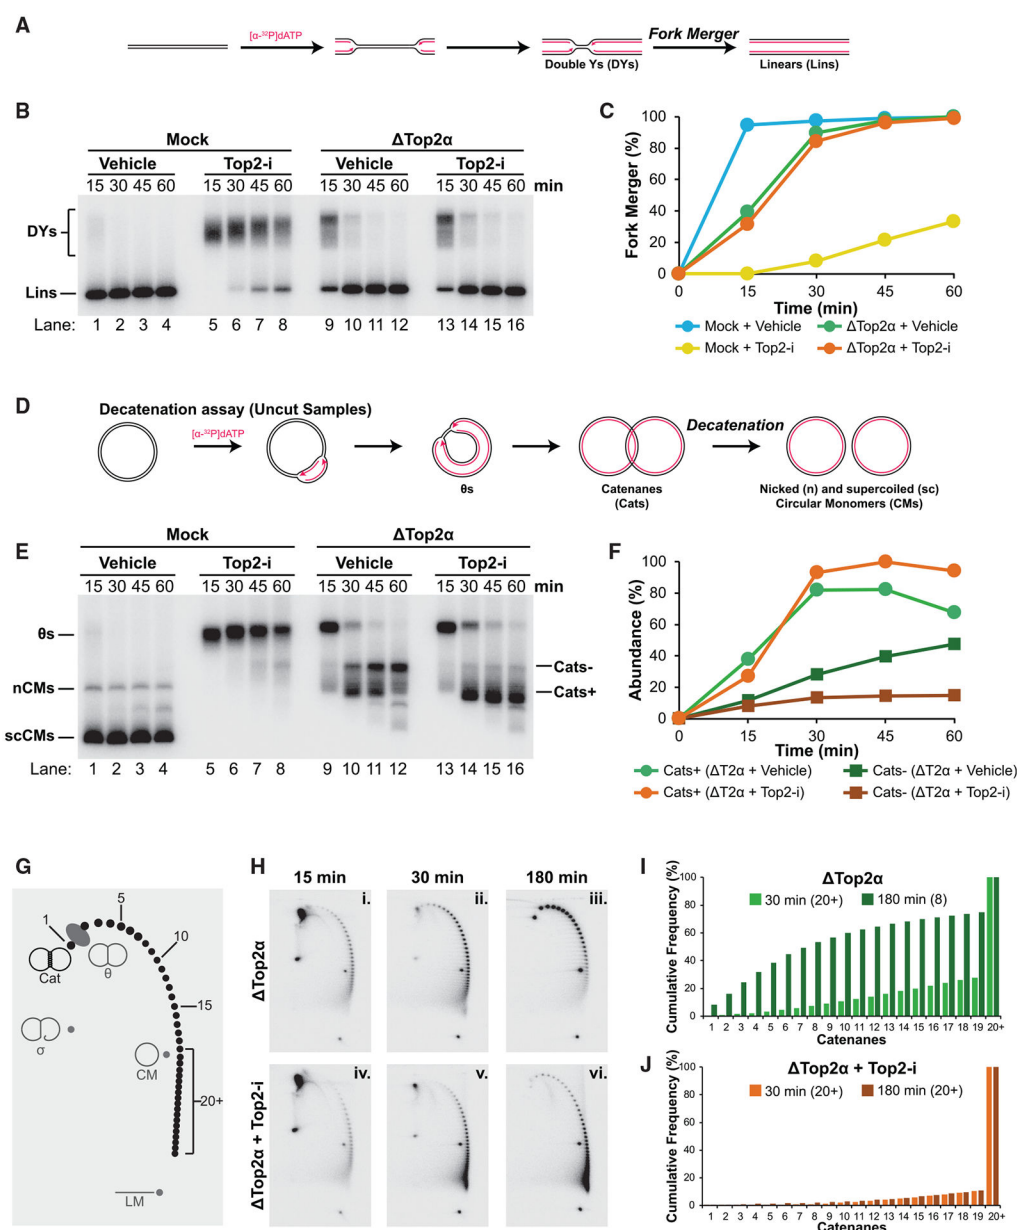 A
[α-³²P]dATP
Fork Merger
Double Ys (DYs)
Linears (Lins)
B
Mock
ΔTop2α
Vehicle
Top2-i
Vehicle
Top2-i
15 30 45 60
15 30 45 60
15 30 45 60
15 30 45 60 min
DYs
Lins
Lane: 1 2 3 4 5 6 7 8 9 10 11 12 13 14 15 16
C
Fork Merger (%)
100
80
60
40
20
0
0 15 30 45 60
Time (min)
Mock + Vehicle
ΔTop2α + Vehicle
Mock + Top2-i
ΔTop2α + Top2-i
D
Decatenation assay (Uncut Samples)
[α-³²P]dATP
Decatenation
θs
Catenanes
(Cats)
Nicked (n) and supercoiled (sc)
Circular Monomers (CMs)
E
Mock
ΔTop2α
Vehicle
Top2-i
Vehicle
Top2-i
15 30 45 60
15 30 45 60
15 30 45 60
15 30 45 60 min
θs
nCMs
scCMs
Cats-
Cats+
Lane: 1 2 3 4 5 6 7 8 9 10 11 12 13 14 15 16
F
Abundance (%)
100
80
60
40
20
0
0 15 30 45 60
Time (min)
Cats+ (ΔT2α + Vehicle)
Cats- (ΔT2α + Vehicle)
Cats+ (ΔT2α + Top2-i)
Cats- (ΔT2α + Top2-i)
G
5
1
10
Cat
θ
15
σ
CM
20+
LM
H
15 min
30 min
180 min
ΔTop2α
i.
ii.
iii.
ΔTop2α + Top2-i
iv.
v.
vi.
I
ΔTop2α
30 min (20+)
180 min (8)
Cumulative Frequency (%)
100
80
60
40
20
0
1 2 3 4 5 6 7 8 9 10 11 12 13 14 15 16 17 18 19 20+
Catenanes
J
ΔTop2α + Top2-i
30 min (20+)
180 min (20+)
Cumulative Frequency (%)
100
80
60
40
20
0
1 2 3 4 5 6 7 8 9 10 11 12 13 14 15 16 17 18 19 20+
Catenanes